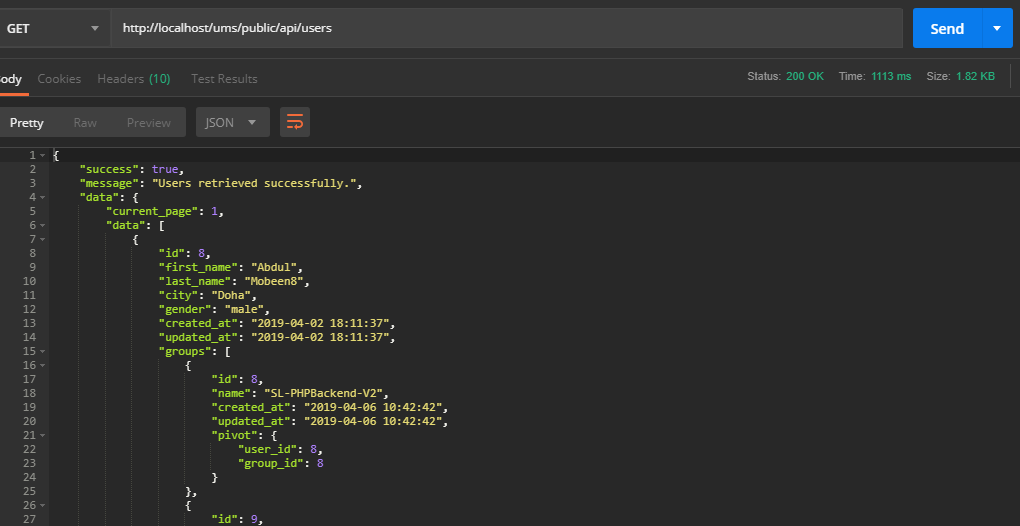 GET http://localhost/ums/public/api/users Send
Body Cookies Headers (10) Test Results Status: 200 OK Time: 1113 ms Size: 1.82 KB
Pretty Raw Preview JSON
1 {
2 "success": true,
3 "message": "Users retrieved successfully.",
4 "data": {
5 "current_page": 1,
6 "data": [
7 {
8 "id": 8,
9 "first_name": "Abdul",
10 "last_name": "Mobeen8",
11 "city": "Doha",
12 "gender": "male",
13 "created_at": "2019-04-02 18:11:37",
14 "updated_at": "2019-04-02 18:11:37",
15 "groups": [
16 {
17 "id": 8,
18 "name": "SL-PHPBackend-V2",
19 "created_at": "2019-04-06 10:42:42",
20 "updated_at": "2019-04-06 10:42:42",
21 "pivot": {
22 "user_id": 8,
23 "group_id": 8
24 }
25 },
26 {
27 "id": 9,